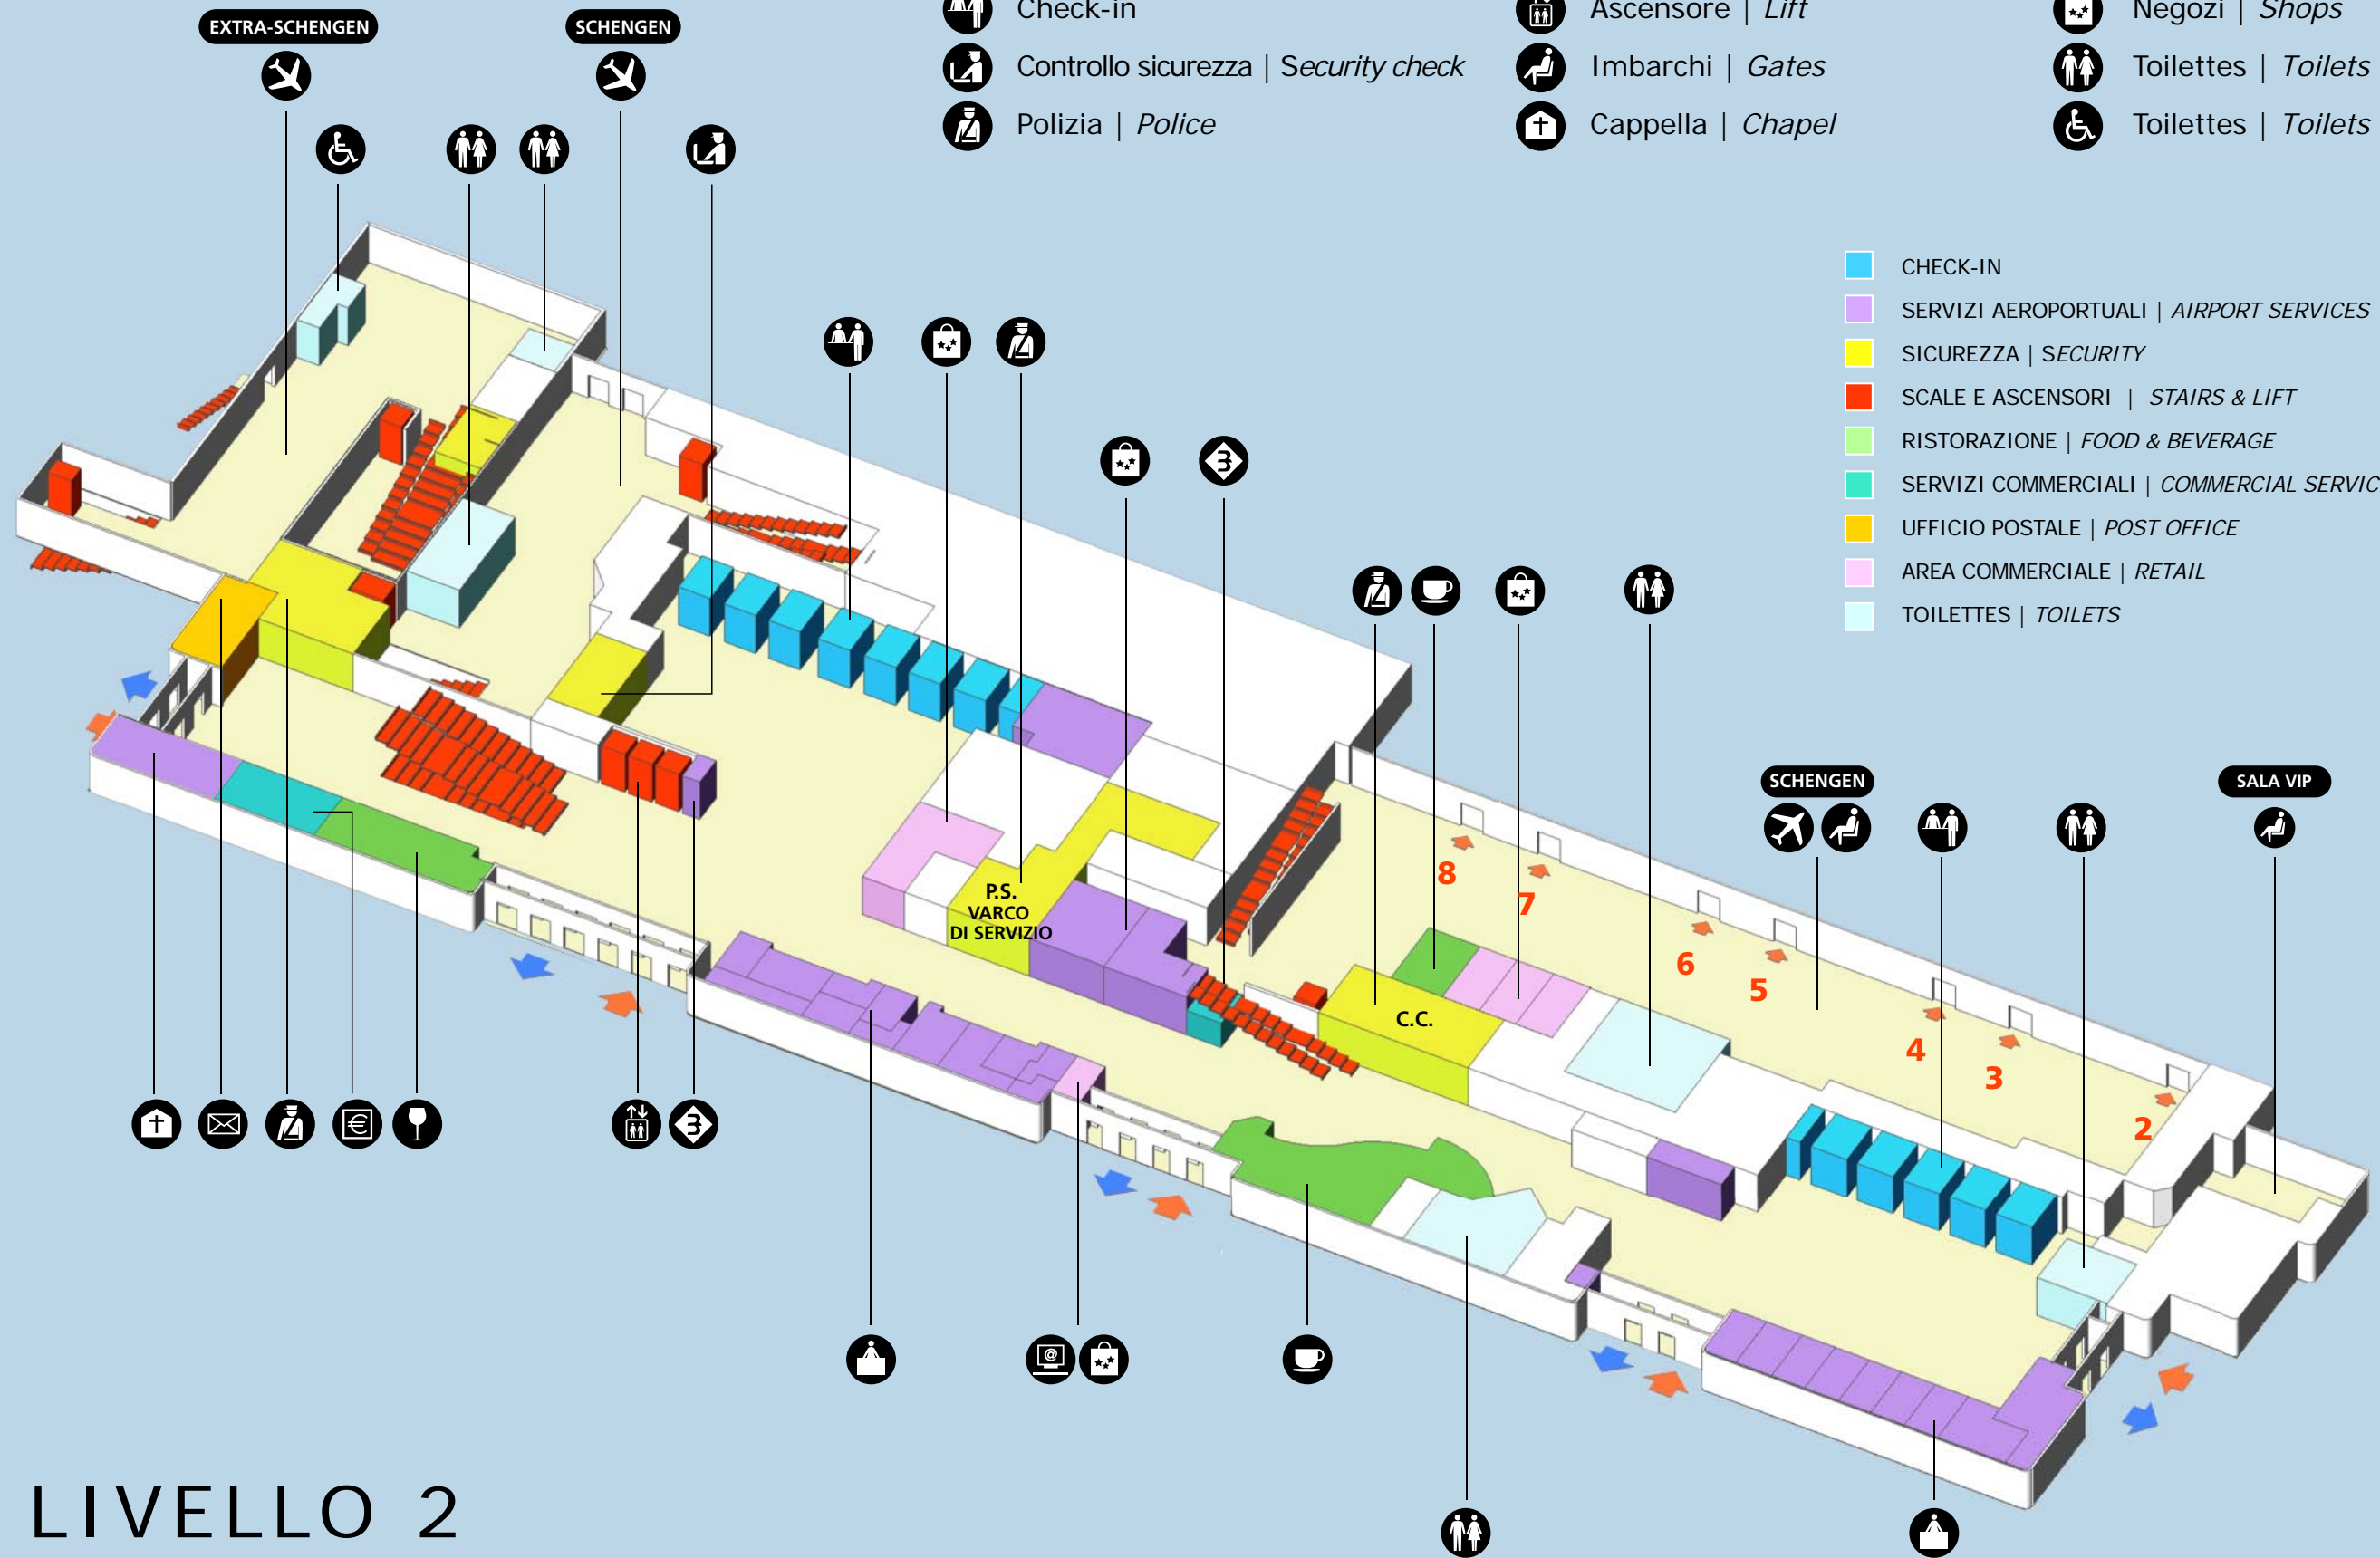 Check-in
Ascensore | Lift
Negozi | Shops
EXTRA-SCHENGEN
SCHENGEN
Controllo sicurezza | Security check
Imbarchi | Gates
Toilettes | Toilets
Polizia | Police
Cappella | Chapel
Toilettes | Toilets
CHECK-IN
SERVIZI AEROPORTUALI | AIRPORT SERVICES
SICUREZZA | SECURITY
SCALE E ASCENSORI | STAIRS & LIFT
RISTORAZIONE | FOOD & BEVERAGE
SERVIZI COMMERCIALI | COMMERCIAL SERVIC
UFFICIO POSTALE | POST OFFICE
AREA COMMERCIALE | RETAIL
TOILETTES | TOILETS
3
SCHENGEN
SALA VIP
8
7
P.S.
VARCO
DI SERVIZIO
6
5
C.C.
4
3
2
€
3
@
LIVELLO 2